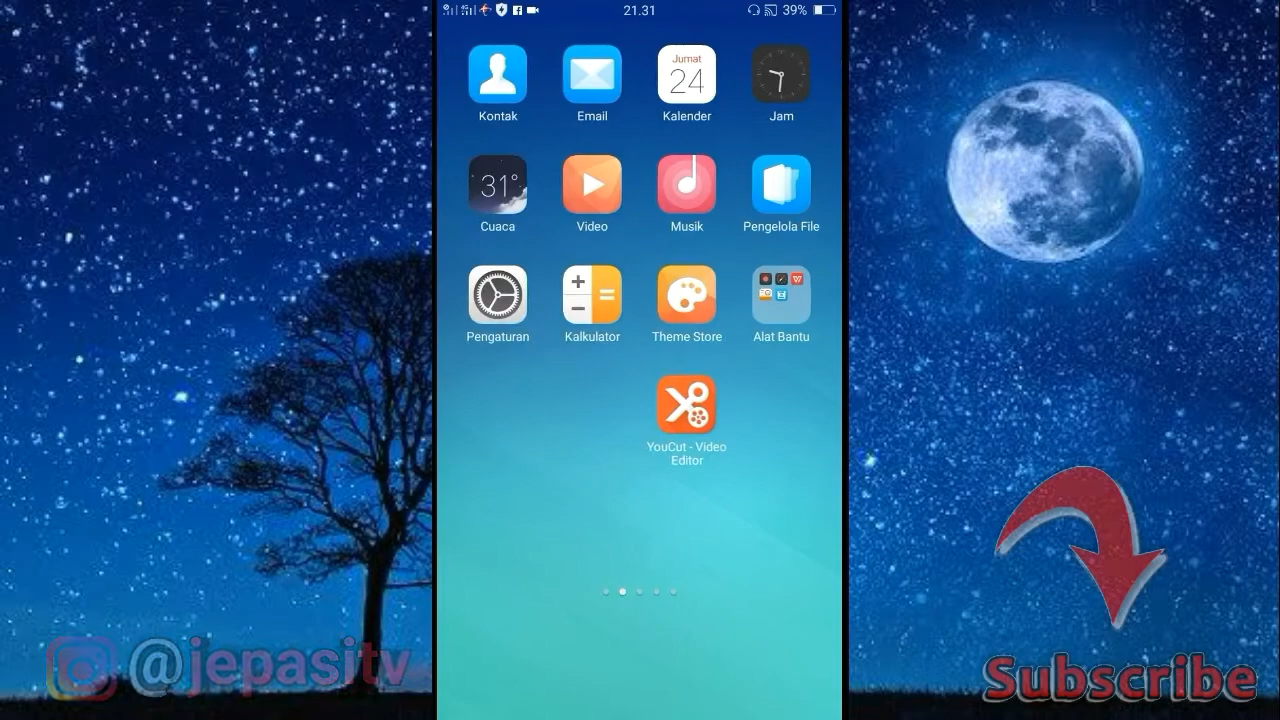 21.31
39%
Jumat
24
Kontak
Email
Kalender
Jam
31°
Cuaca
Video
Musik
Pengelola File
Pengaturan
Kalkulator
Theme Store
Alat Bantu
YouCut - Video
Editor
@jepasitv
Subscribe